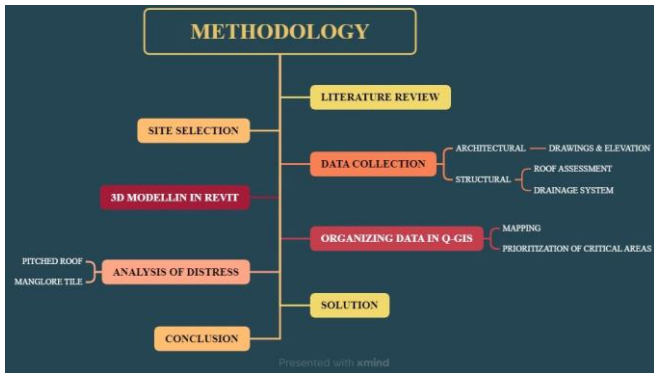 METHODOLOGY
LITERATURE REVIEW
SITE SELECTION
DATA COLLECTION
ARCHITECTURAL
DRAWINGS & ELEVATION
STRUCTURAL
ROOF ASSESSMENT
DRAINAGE SYSTEM
3D MODELLIN IN REVIT
ORGANIZING DATA IN Q-GIS
MAPPING
PRIORITIZATION OF CRITICAL AREAS
ANALYSIS OF DISTRESS
PITCHED ROOF
MANGLORE TILE
SOLUTION
CONCLUSION
Presented with xmind